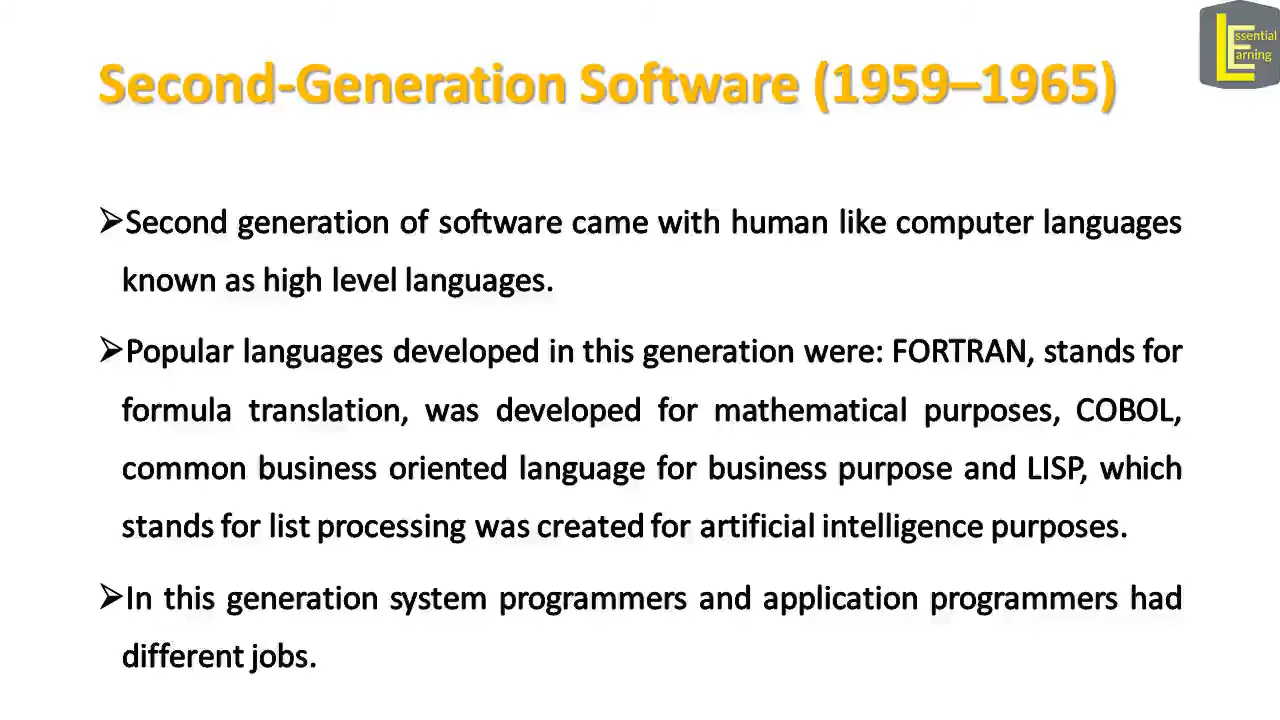 Second-Generation Software (1959–1965)
LEssential
Learning
➢Second generation of software came with human like computer languages
known as high level languages.
➢Popular languages developed in this generation were: FORTRAN, stands for
formula translation, was developed for mathematical purposes, COBOL,
common business oriented language for business purpose and LISP, which
stands for list processing was created for artificial intelligence purposes.
➢In this generation system programmers and application programmers had
different jobs.